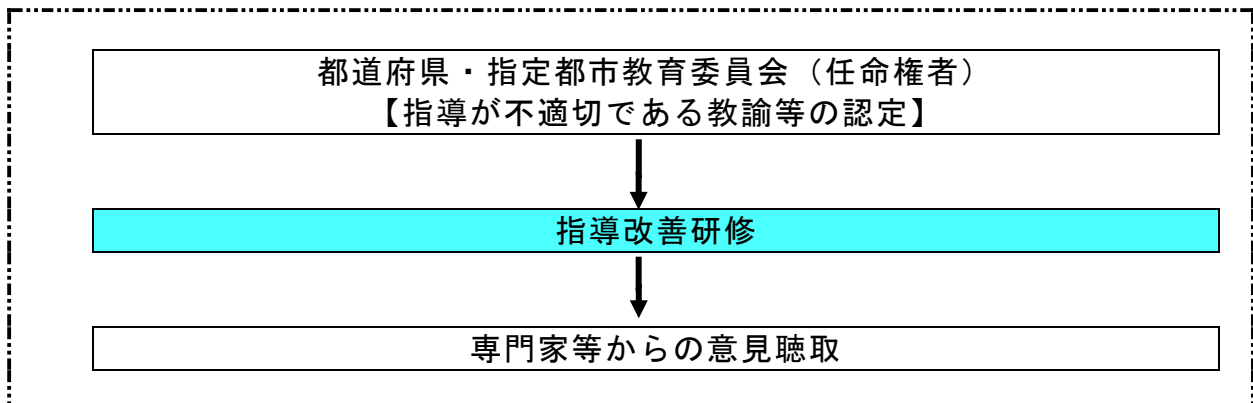 都道府県・指定都市教育委員会（任命権者）
【指導が不適切である教諭等の認定】
指導改善研修
専門家等からの意見聴取